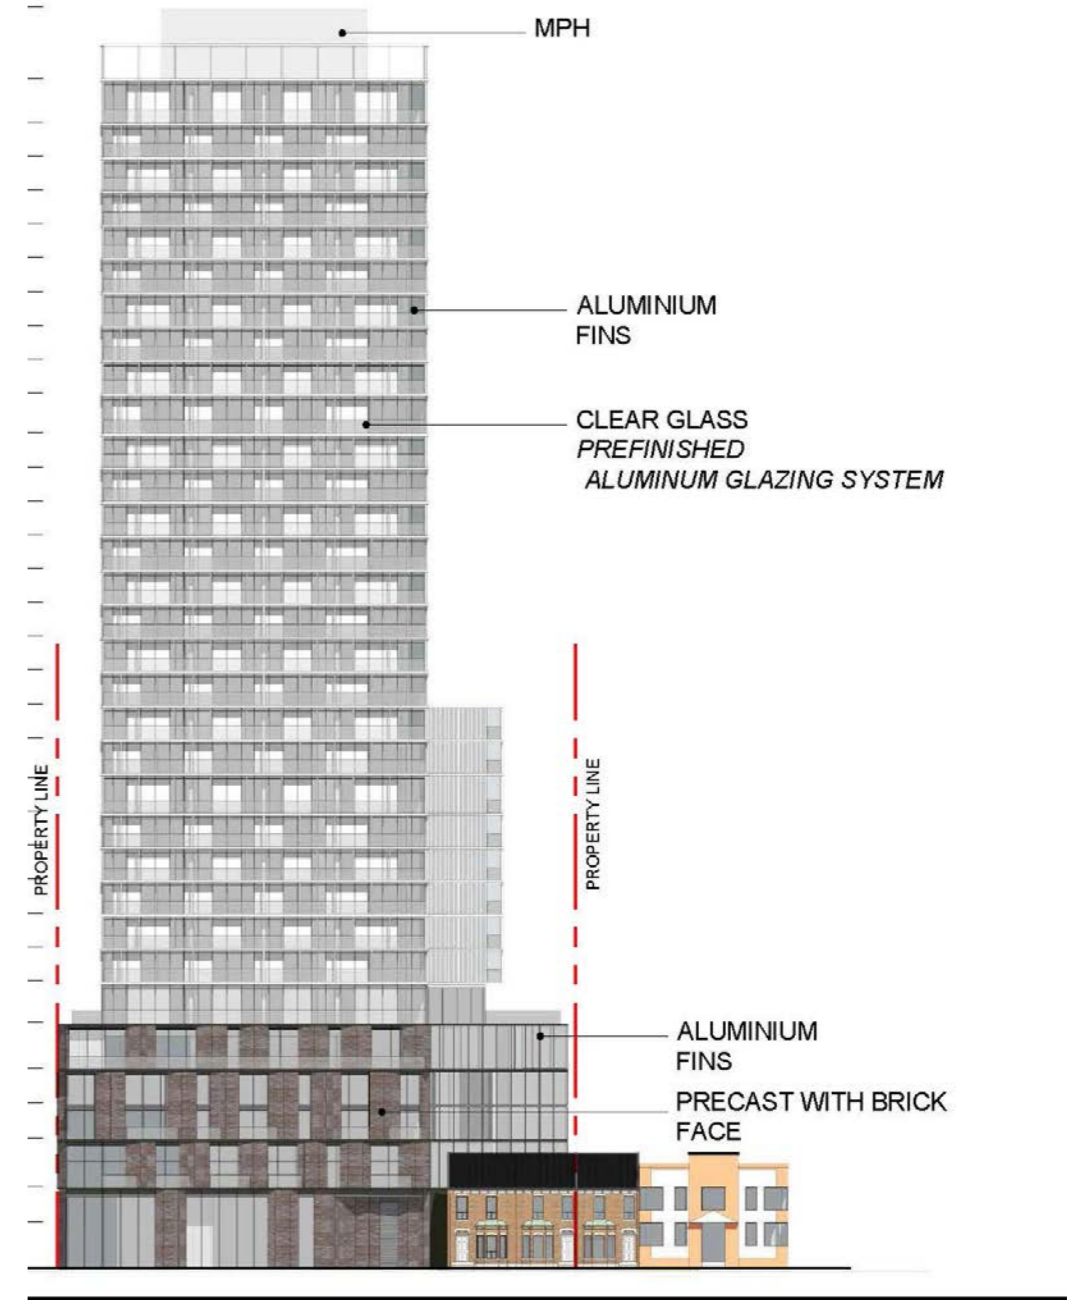 MPH
ALUMINIUM
FINS
CLEAR GLASS
PREFINISHED
ALUMINUM GLAZING SYSTEM
PROPERTY LINE
PROPERTY LINE
ALUMINIUM
FINS
PRECAST WITH BRICK
FACE